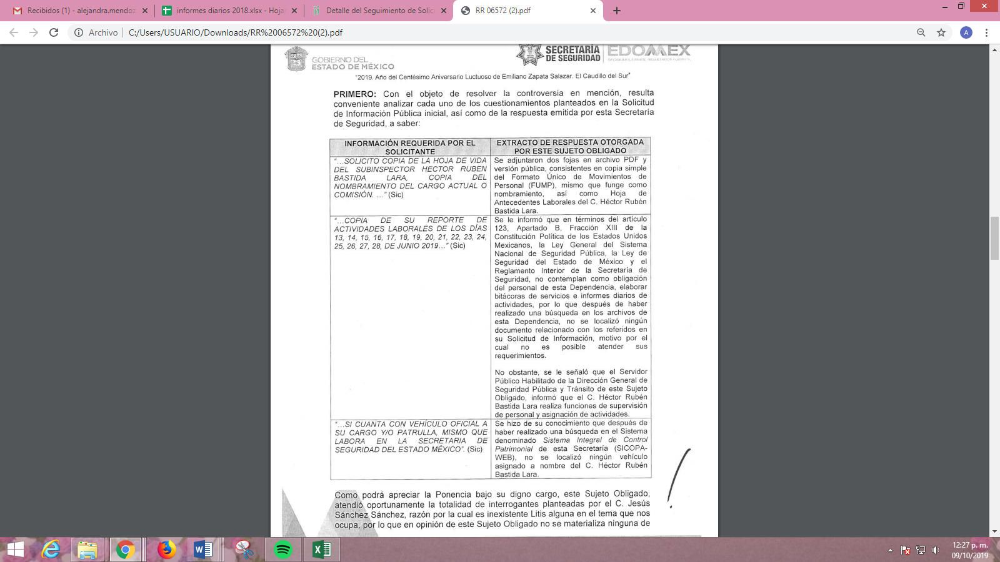 Recibidos (1) - alejandra.mendoz
informes diarios 2018.xlsx - Hoja
Detalle del Seguimiento de Solic
RR 06572 (2).pdf
Archivo
C:/Users/USUARIO/Downloads/RR%2006572%20(2).pdf
A
GOBIERNO DEL
ESTADO DE MÉXICO
SECRETARÍA
DE SEGURIDAD
EDOMEX
"2019. Año del Centésimo Aniversario Luctuoso de Emiliano Zapata Salazar. El Caudillo del Sur"
PRIMERO: Con el objeto de resolver la controversia en mención, resulta
conveniente analizar cada uno de los cuestionamientos planteados en la Solicitud
de Información Pública inicial, así como de la respuesta emitida por esta Secretaría
de Seguridad, a saber:
INFORMACIÓN REQUERIDA POR EL
SOLICITANTE
EXTRACTO DE RESPUESTA OTORGADA
POR ESTE SUJETO OBLIGADO
"…SOLICITO COPIA DE LA HOJA DE VIDA
DEL SUBINSPECTOR HECTOR RUBEN
BASTIDA LARA, COPIA DEL
NOMBRAMIENTO DEL CARGO ACTUAL O
COMISIÓN. …" (Sic)
Se adjuntaron dos fojas en archivo PDF y
versión pública, consistentes en copia simple
del Formato Único de Movimientos de
Personal (FUMP), mismo que funge como
nombramiento, así como Hoja de
Antecedentes Laborales del C. Héctor Rubén
Bastida Lara.
"…COPIA DE SU REPORTE DE
ACTIVIDADES LABORALES DE LOS DÍAS
13, 14, 15, 16, 17, 18, 19, 20, 21, 22, 23, 24,
25, 26, 27, 28, DE JUNIO 2019…" (Sic)
Se le informó que en términos del artículo
123, Apartado B, Fracción XIII de la
Constitución Política de los Estados Unidos
Mexicanos, la Ley General del Sistema
Nacional de Seguridad Pública, la Ley de
Seguridad del Estado de México y el
Reglamento Interior de la Secretaría de
Seguridad, no contemplan como obligación
del personal de esta Dependencia, elaborar
bitácoras de servicios e informes diarios de
actividades, por lo que después de haber
realizado una búsqueda en los archivos de
esta Dependencia, no se localizó ningún
documento relacionado con los referidos en
su Solicitud de Información, motivo por el
cual no es posible atender sus
requerimientos.
No obstante, se le señaló que el Servidor
Público Habilitado de la Dirección General de
Seguridad Pública y Tránsito de este Sujeto
Obligado, informó que el C. Héctor Rubén
Bastida Lara realiza funciones de supervisión
de personal y asignación de actividades.
"…SI CUANTA CON VEHÍCULO OFICIAL A
SU CARGO Y/O PATRULLA, MISMO QUE
LABORA EN LA SECRETARIA DE
SEGURIDAD DEL ESTADO MÉXICO". (Sic)
Se hizo de su conocimiento que después de
haber realizado una búsqueda en el Sistema
denominado Sistema Integral de Control
Patrimonial de esta Secretaría (SICOPA-
WEB), no se localizó ningún vehículo
asignado a nombre del C. Héctor Rubén
Bastida Lara.
Como podrá apreciar la Ponencia bajo su digno cargo, este Sujeto Obligado,
atendió oportunamente la totalidad de interrogantes planteadas por el C. Jesús
Sánchez Sánchez, razón por la cual es inexistente Litis alguna en el tema que nos
ocupa, por lo que en opinión de este Sujeto Obligado no se materializa ninguna de
12:27 p. m.
09/10/2019